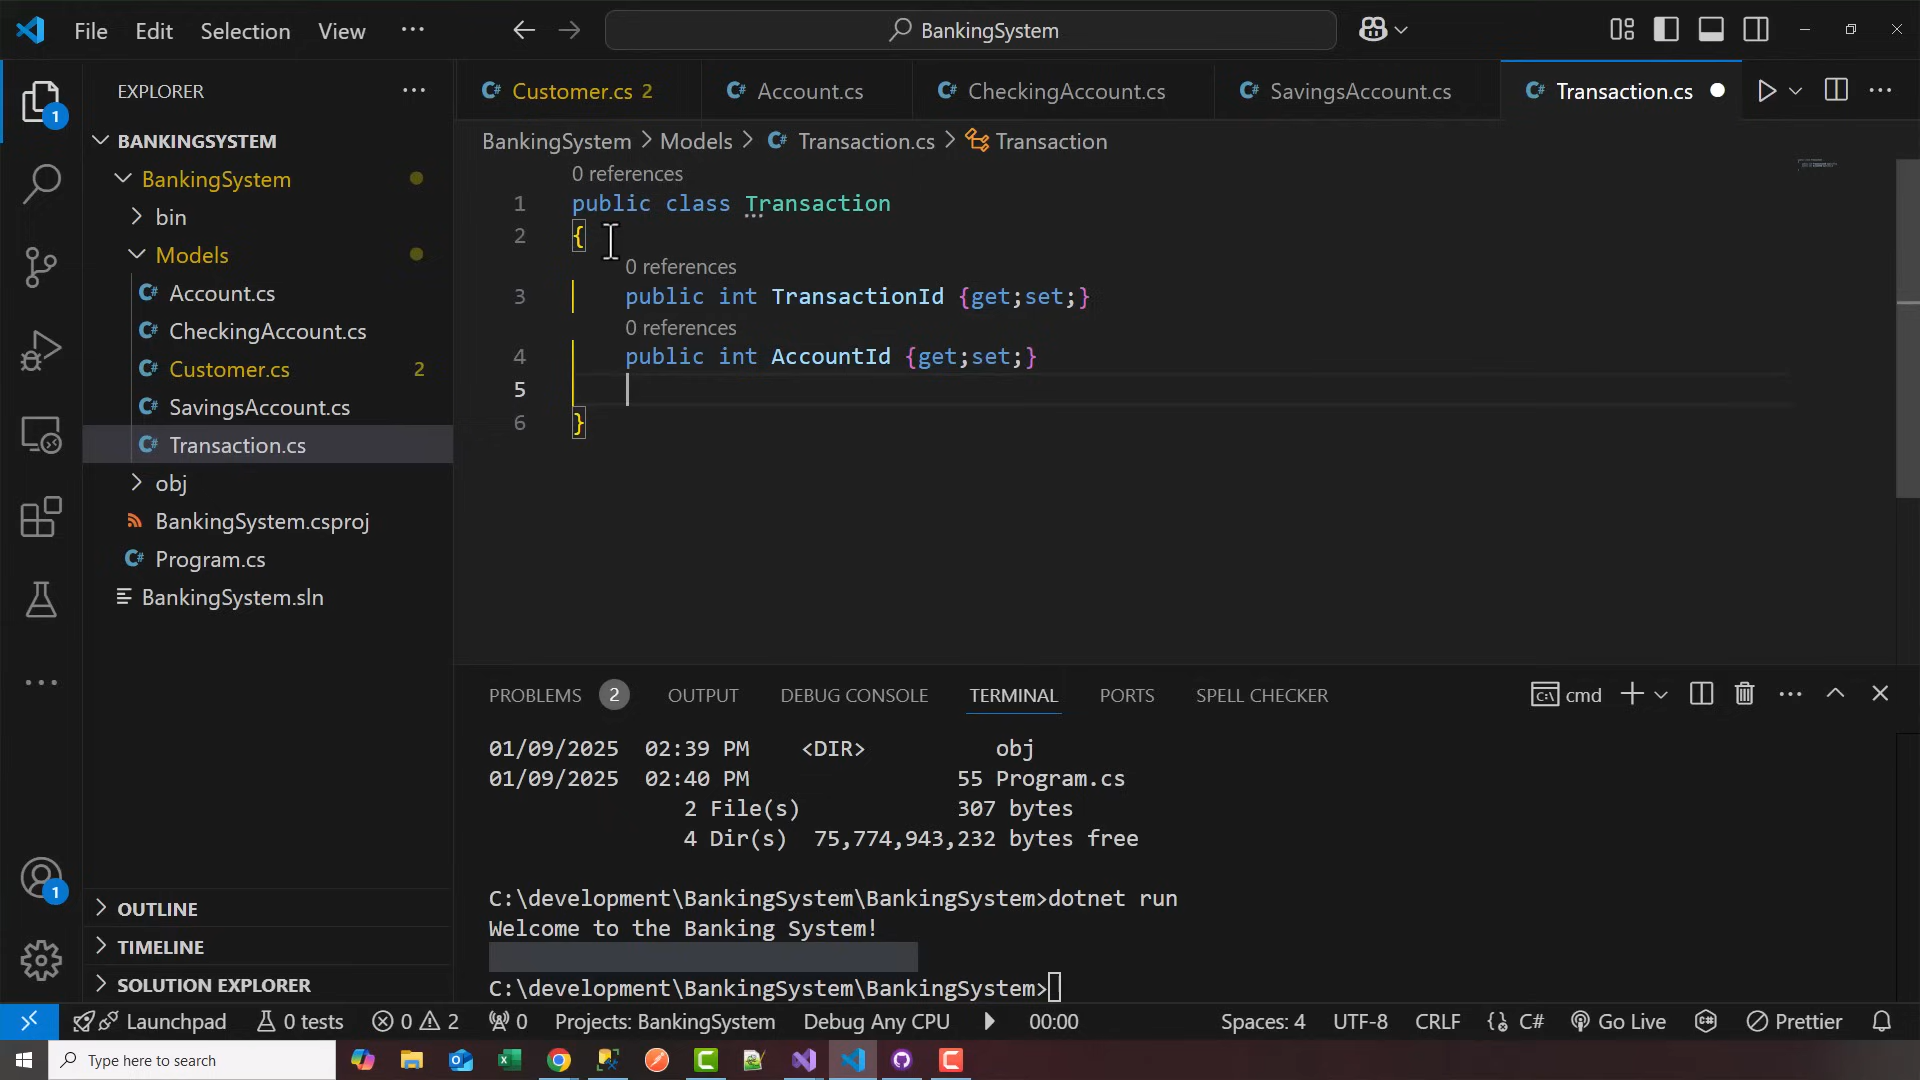 File Edit Selection View ··· BankingSystem
EXPLORER ···
BANKINGSYSTEM
BankingSystem
bin
Models
Account.cs
CheckingAccount.cs
Customer.cs 2
SavingsAccount.cs
Transaction.cs
obj
BankingSystem.csproj
Program.cs
BankingSystem.sln
OUTLINE
TIMELINE
SOLUTION EXPLORER
1
1
Customer.cs 2 Account.cs CheckingAccount.cs SavingsAccount.cs Transaction.cs
BankingSystem > Models > Transaction.cs > Transaction
0 references
1 public class Transaction
2 {
0 references
3 public int TransactionId {get;set;}
0 references
4 public int AccountId {get;set;}
5
6 }
PROBLEMS 2 OUTPUT DEBUG CONSOLE TERMINAL PORTS SPELL CHECKER cmd
01/09/2025 02:39 PM <DIR> obj
01/09/2025 02:40 PM 55 Program.cs
2 File(s) 307 bytes
4 Dir(s) 75,774,943,232 bytes free
C:\development\BankingSystem\BankingSystem>dotnet run
Welcome to the Banking System!
C:\development\BankingSystem\BankingSystem>
Launchpad 0 tests 0 2 0 Projects: BankingSystem Debug Any CPU 00:00 Spaces: 4 UTF-8 CRLF {} C# Go Live Prettier
Type here to search